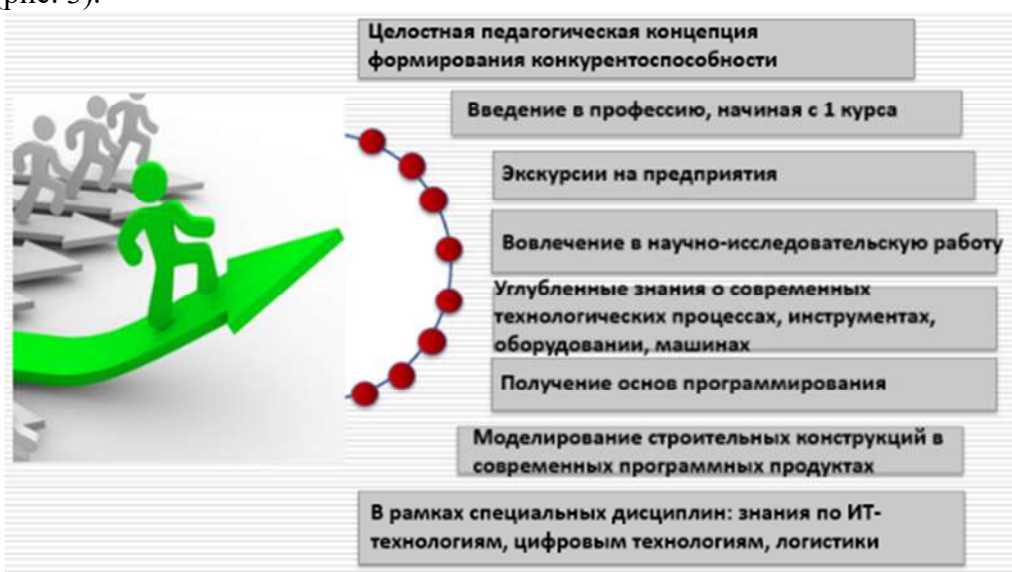 (рис. 3).
Целостная педагогическая концепция
формирования конкурентоспособности
Введение в профессию, начиная с 1 курса
Экскурсии на предприятия
Вовлечение в научно-исследовательскую работу
Углубленные знания о современных
технологических процессах, инструментах,
оборудовании, машинах
Получение основ программирования
Моделирование строительных конструкций в
современных программных продуктах
В рамках специальных дисциплин: знания по ИТ-
технологиям, цифровым технологиям, логистики